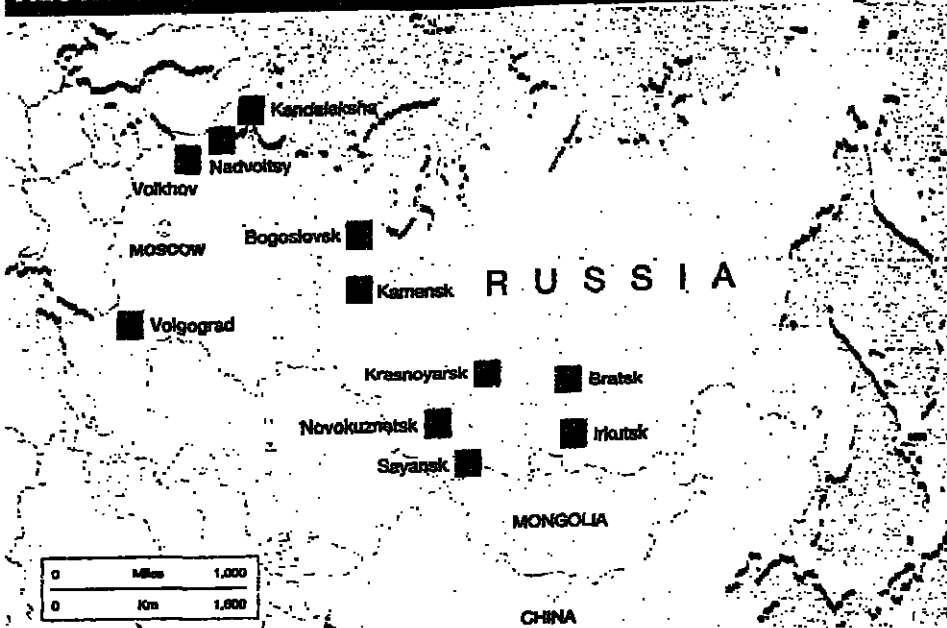 Kandalaksha
Nadvoitsy
Volkhov
Bogoslovsk
MOSCOW
RUSSIA
Kamensk
Volgograd
Krasnoyarsk
Bratsk
Novokuznetsk
Irkutsk
Sayansk
MONGOLIA
0 Miles 1,000
0 Km 1,600
CHINA